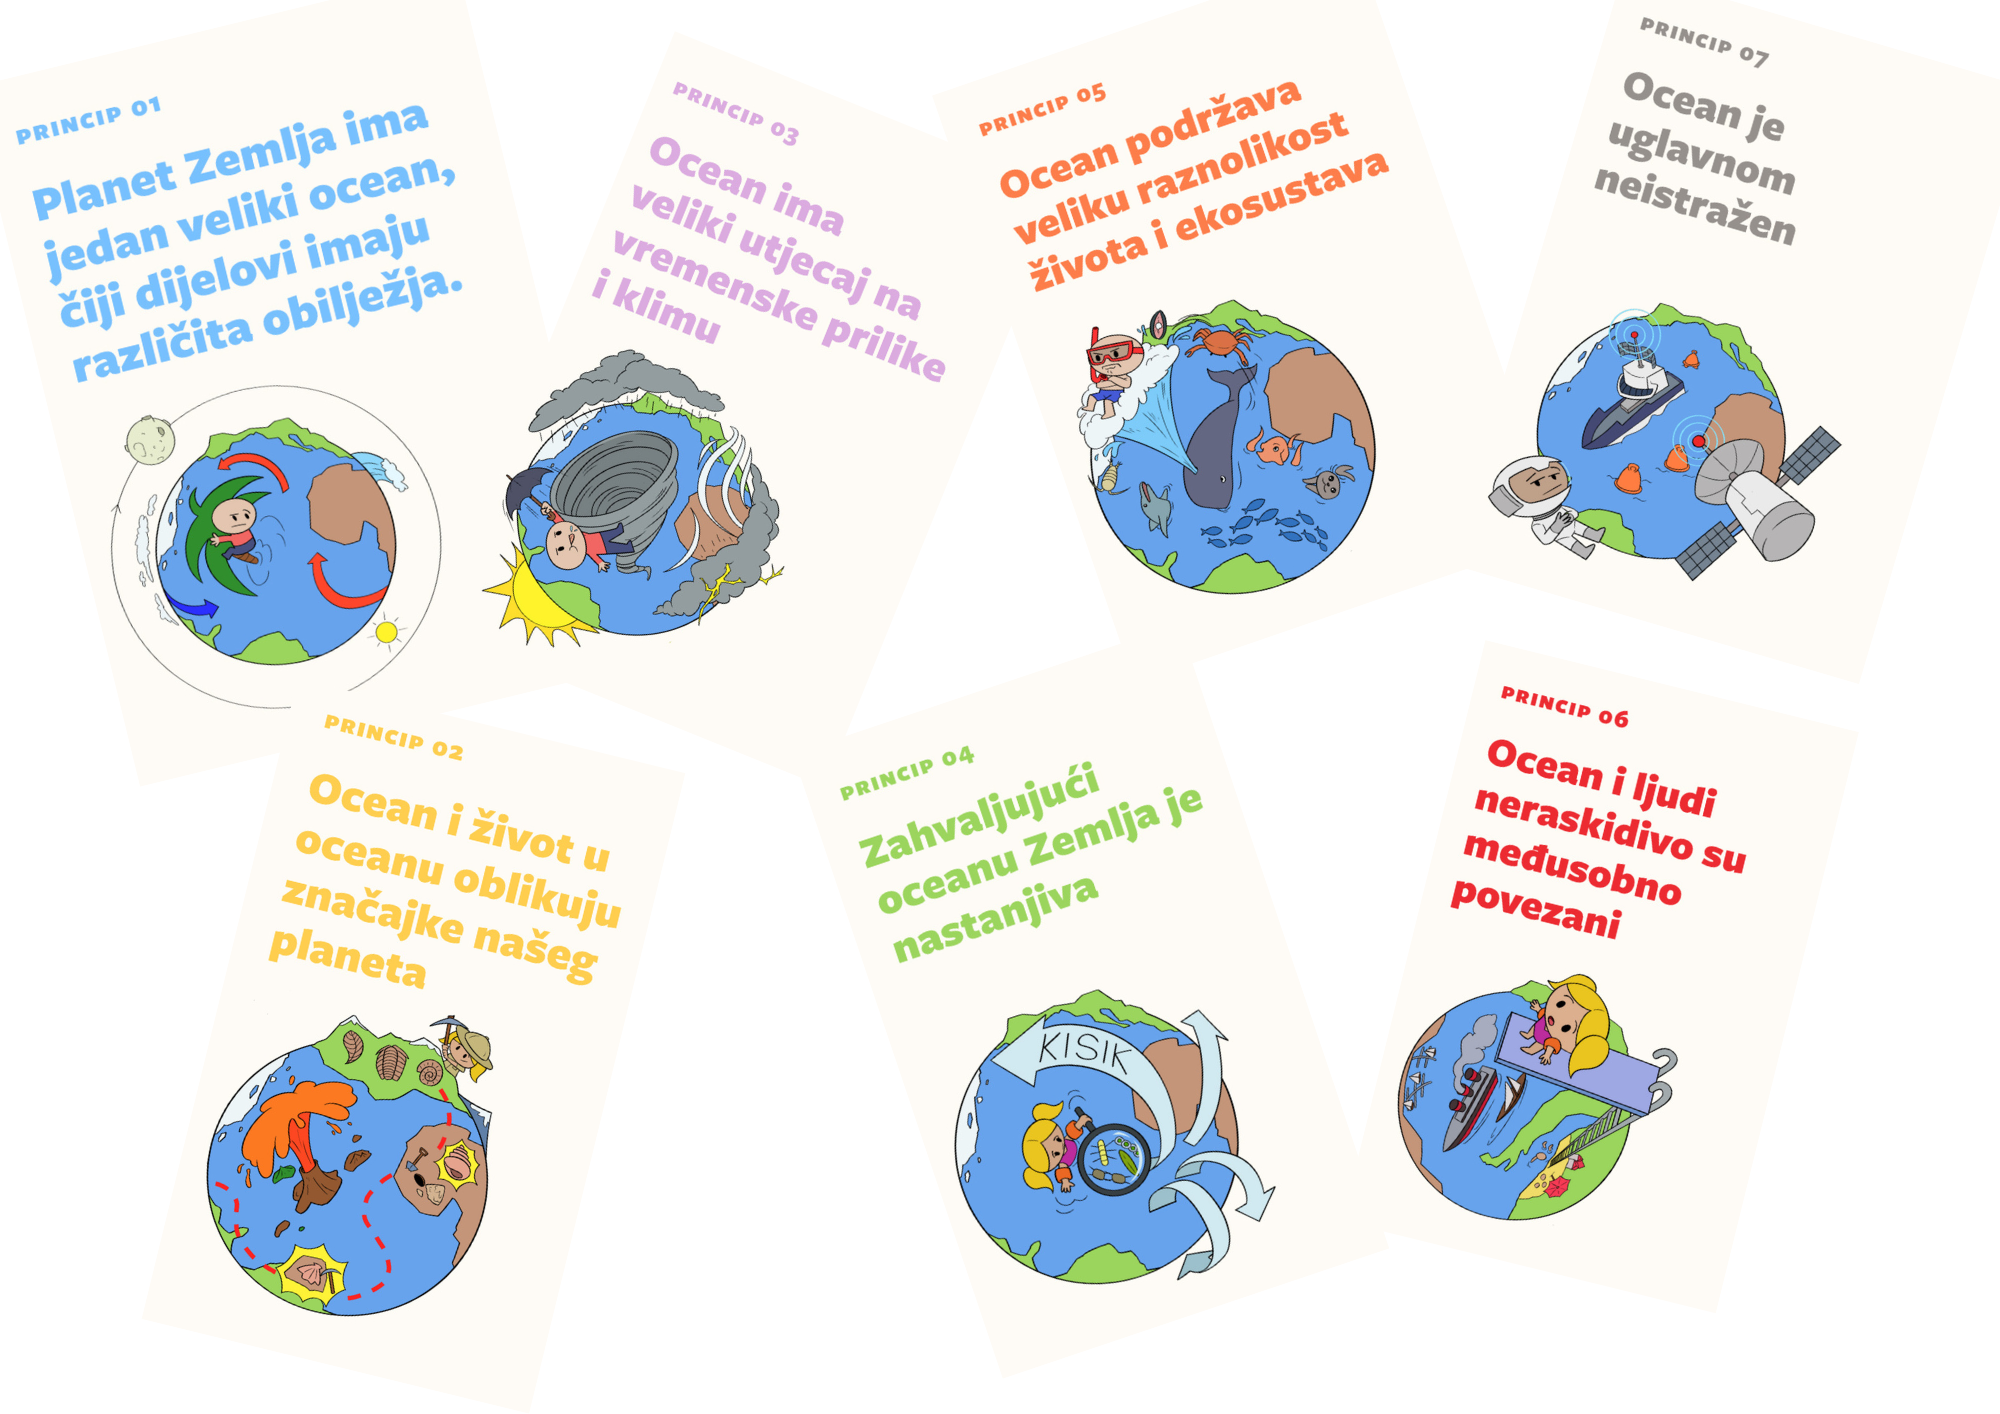 PRINCIP 01
Planet Zemlja ima
jedan veliki ocean,
čiji dijelovi imaju
različita obilježja.
PRINCIP 03
Ocean ima
veliki utjecaj na
vremenske prilike
i klimu
PRINCIP 05
Ocean podržava
veliku raznolikost
života i ekosustava
PRINCIP 07
Ocean je
uglavnom
neistražen
PRINCIP 02
Ocean i život u
oceanu oblikuju
značajke našeg
planeta
PRINCIP 04
Zahvaljujući
oceanu Zemlja je
nastanjiva
KISIK
PRINCIP 06
Ocean i ljudi
neraskidivo su
međusobno
povezani